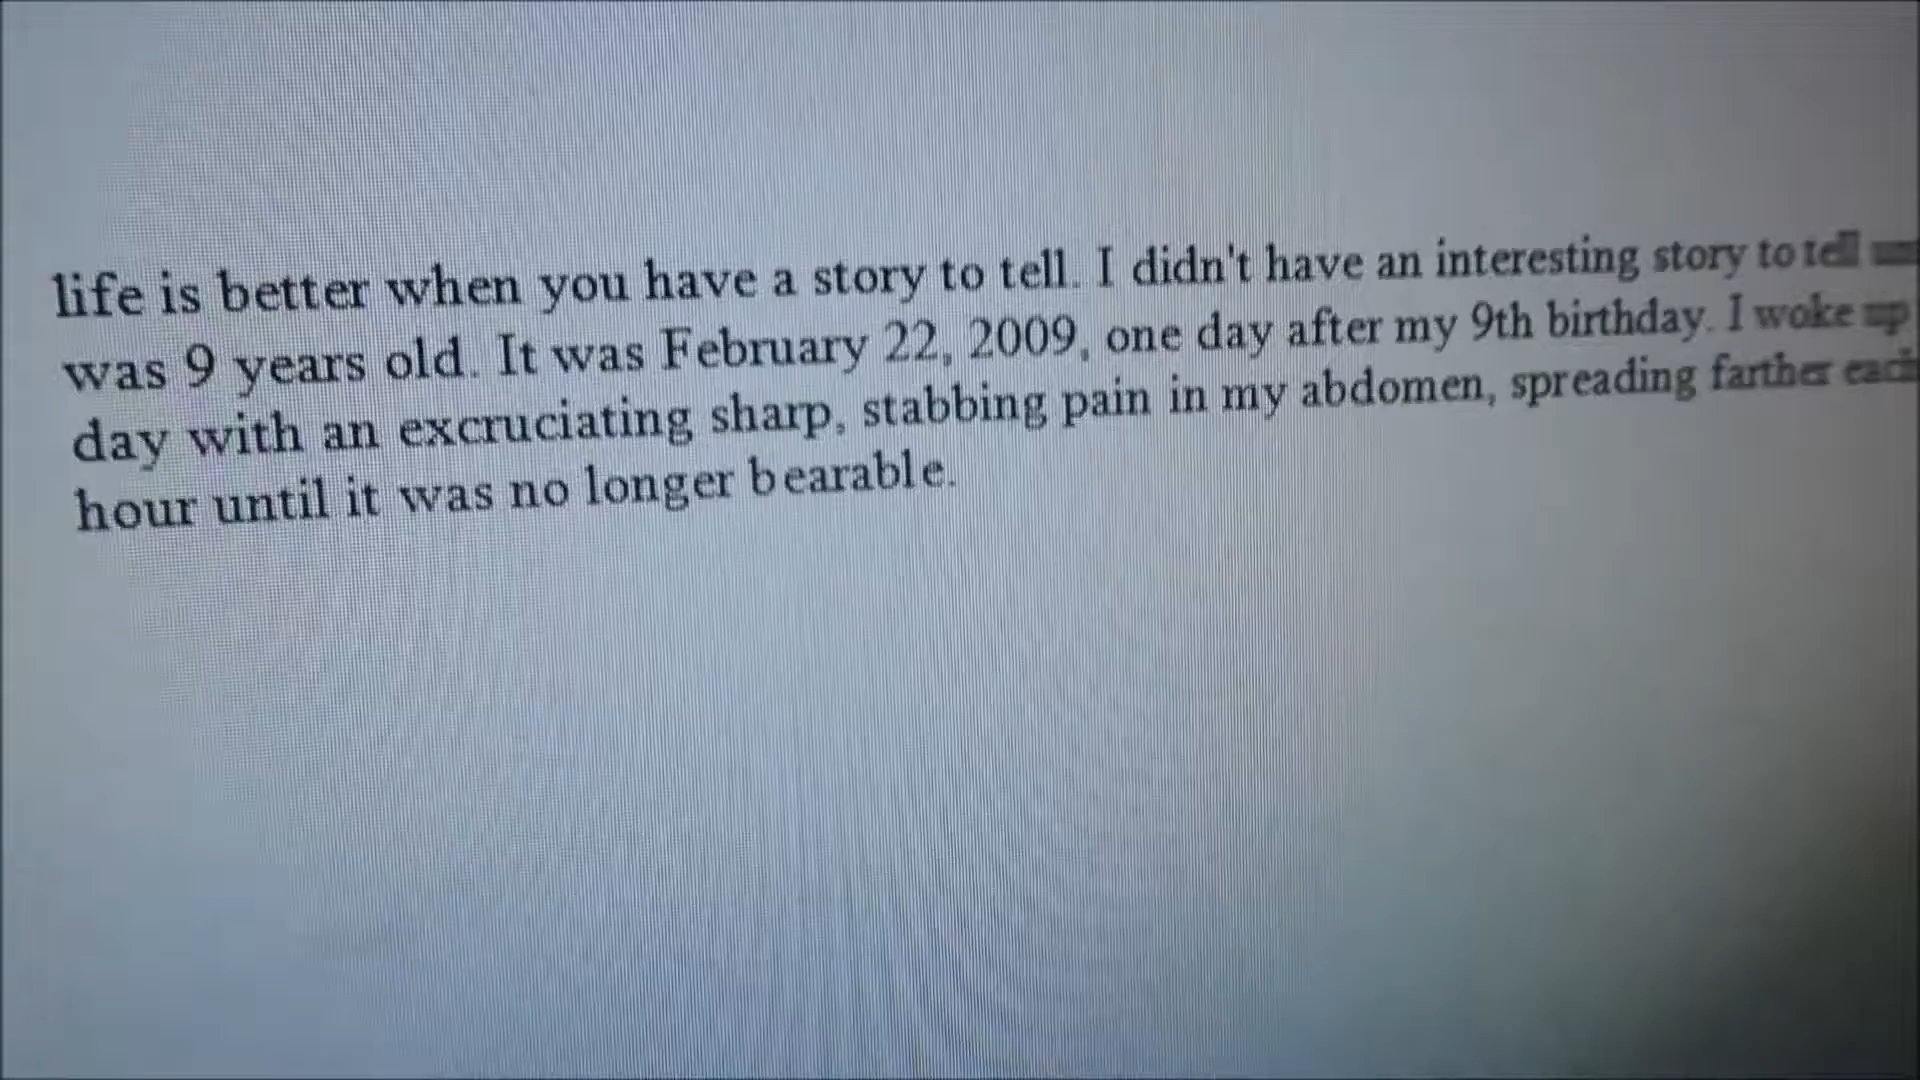 life is better when you have a story to tell. I didn't have an interesting story to tell
was 9 years old. It was February 22, 2009, one day after my 9th birthday. I woke up
day with an excruciating sharp, stabbing pain in my abdomen, spreading farther each
hour until it was no longer bearable.